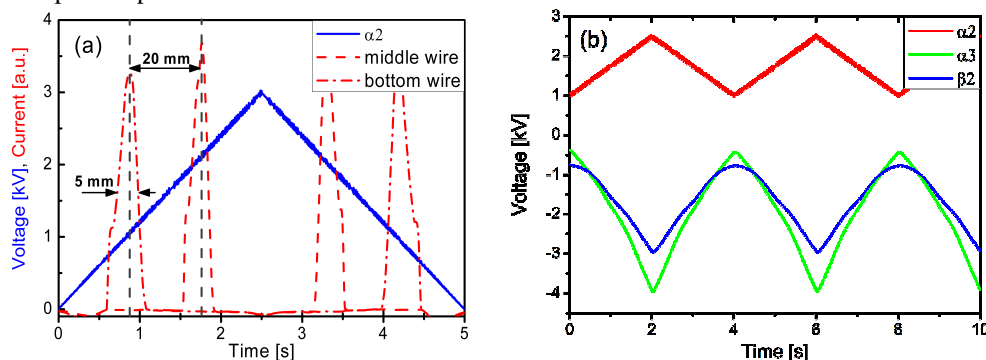 (a)
α2
middle wire
bottom wire
20 mm
5 mm
Voltage [kV], Current [a.u.]
4
3
2
1
0
0 1 2 3 4 5
Time [s]
(b)
α2
α3
β2
Voltage [kV]
3
2
1
0
-1
-2
-3
-4
0 2 4 6 8 10
Time [s]